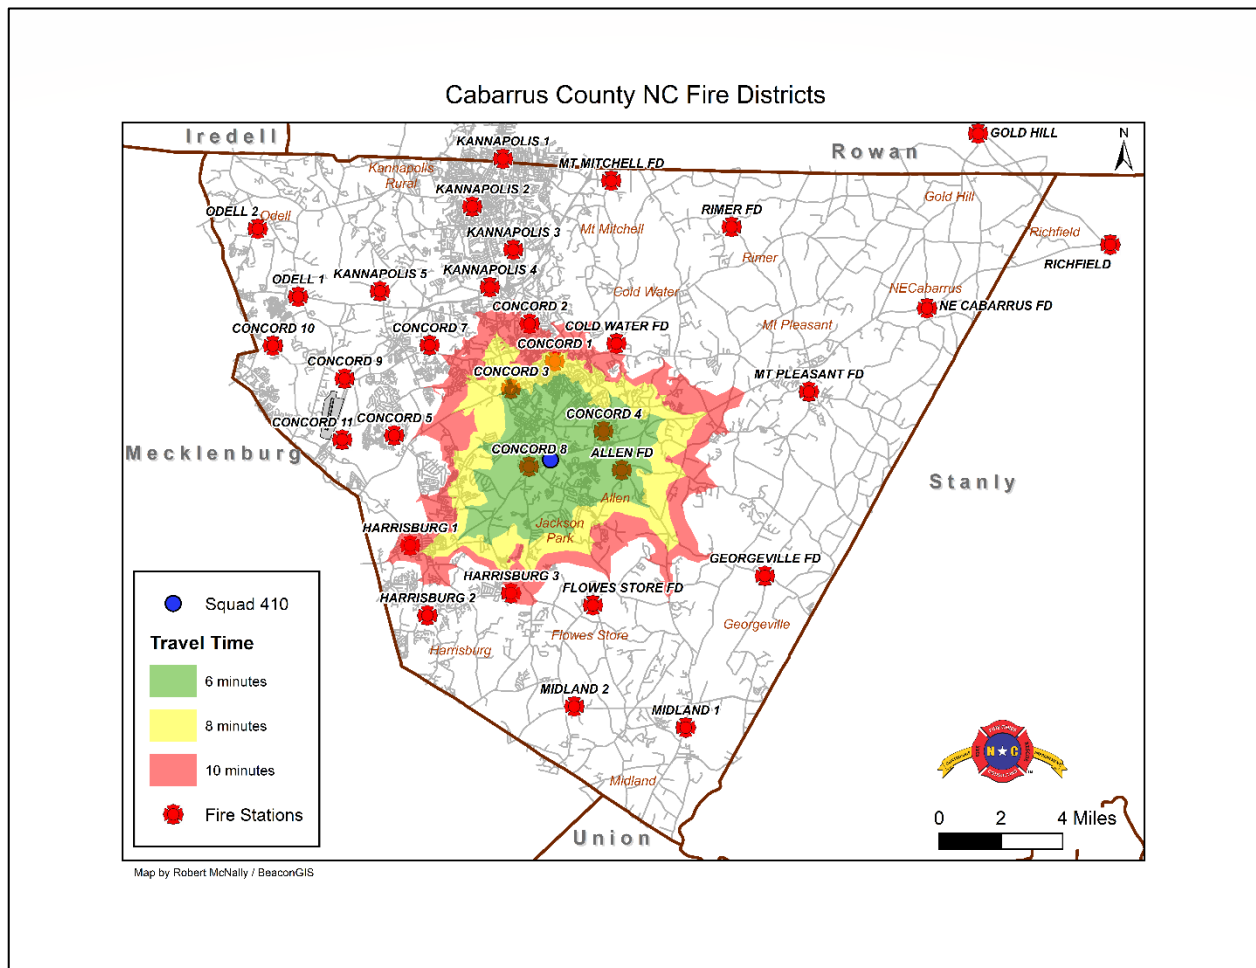 Cabarrus County NC Fire Districts
Iredell
Rowan
GOLD HILL
N
KANNAPOLIS 1
MT MITCHELL FD
Kannapolis
Rural
KANNAPOLIS 2
Gold Hill
ODELL 2
Odell
Mt Mitchell
RIMER FD
Richfield
KANNAPOLIS 3
Rimer
RICHFIELD
ODELL 1
KANNAPOLIS 5
KANNAPOLIS 4
Cold Water
NECabarrus
NE CABARRUS FD
CONCORD 2
CONCORD 10
CONCORD 7
COLD WATER FD
Mt Pleasant
CONCORD 1
CONCORD 9
CONCORD 3
MT PLEASANT FD
CONCORD 11
CONCORD 5
CONCORD 4
Mecklenburg
CONCORD 8
ALLEN FD
Stanly
Allen
HARRISBURG 1
Jackson
Park
GEORGEVILLE FD
HARRISBURG 3
FLOWES STORE FD
HARRISBURG 2
Georgeville
Flowes Store
Harrisburg
MIDLAND 2
MIDLAND 1
Midland
Union
Squad 410
Travel Time
6 minutes
8 minutes
10 minutes
Fire Stations
N C
0 2 4 Miles
Map by Robert McNally / BeaconGIS